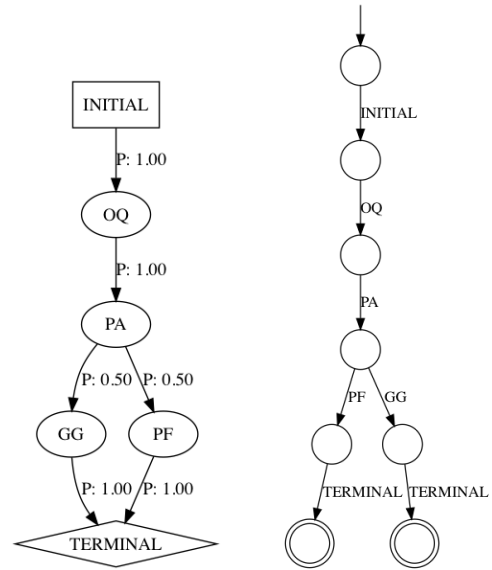 INITIAL
P: 1.00
OQ
P: 1.00
PA
P: 0.50 P: 0.50
GG PF
P: 1.00 P: 1.00
TERMINAL
INITIAL
OQ
PA
PF GG
TERMINAL TERMINAL